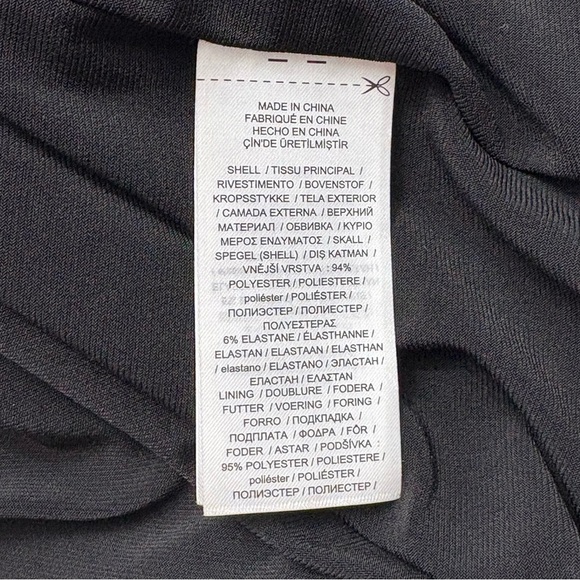 MADE IN CHINA
FABRIQUÉ EN CHINE
HECHO EN CHINA
ÇİN'DE ÜRETİLMİŞTİR
SHELL / TISSU PRINCIPAL /
RIVESTIMENTO / BOVENSTOF /
KROPSSTYKKE / TELA EXTERIOR
/ CAMADA EXTERNA / ВЕРХНИЙ
МАТЕРИАЛ / ОБВИВКА / ΚΥΡΙΟ
ΜΕΡΟΣ ΕΝΔΥΜΑΤΟΣ / SKALL /
SPEGEL (SHELL) / DIŞ KATMAN /
VNĚJŠÍ VRSTVA : 94%
POLYESTER / POLIESTERE /
poliéster / POLIÉSTER /
ПОЛИЭСТЕР / ПОЛИЕСТЕР /
ΠΟΛΥΕΣΤΕΡΑΣ
6% ELASTANE / ÉLASTHANNE /
ELASTAN / ELASTAAN / ELASTHAN
/ elastano / ELASTANO / ЭЛАСТАН /
ЕЛАСТАН / ΕΛΑΣΤΑΝ
LINING / DOUBLURE / FODERA /
FUTTER / VOERING / FORING /
FORRO / ПОДКЛАДКА /
ПОДПЛАТА / ΦΟΔΡΑ / FÔR /
FODER / ASTAR / PODŠÍVKA :
95% POLYESTER / POLIESTERE /
poliéster / POLIÉSTER /
ПОЛИЭСТЕР / ПОЛИЕСТЕР /